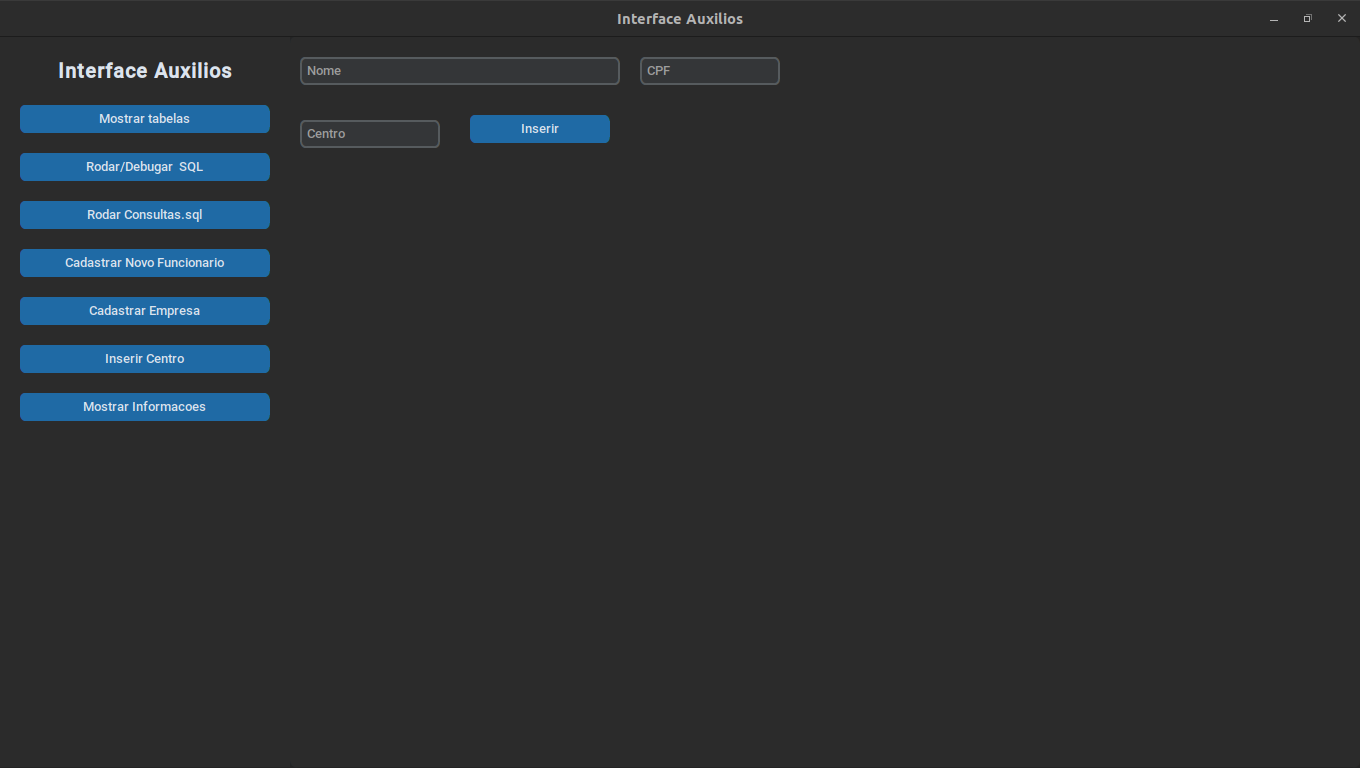 Interface Auxilios
Interface Auxilios
Mostrar tabelas
Rodar/Debugar  SQL
Rodar Consultas.sql
Cadastrar Novo Funcionario
Cadastrar Empresa
Inserir Centro
Mostrar Informacoes
Nome
CPF
Centro
Inserir